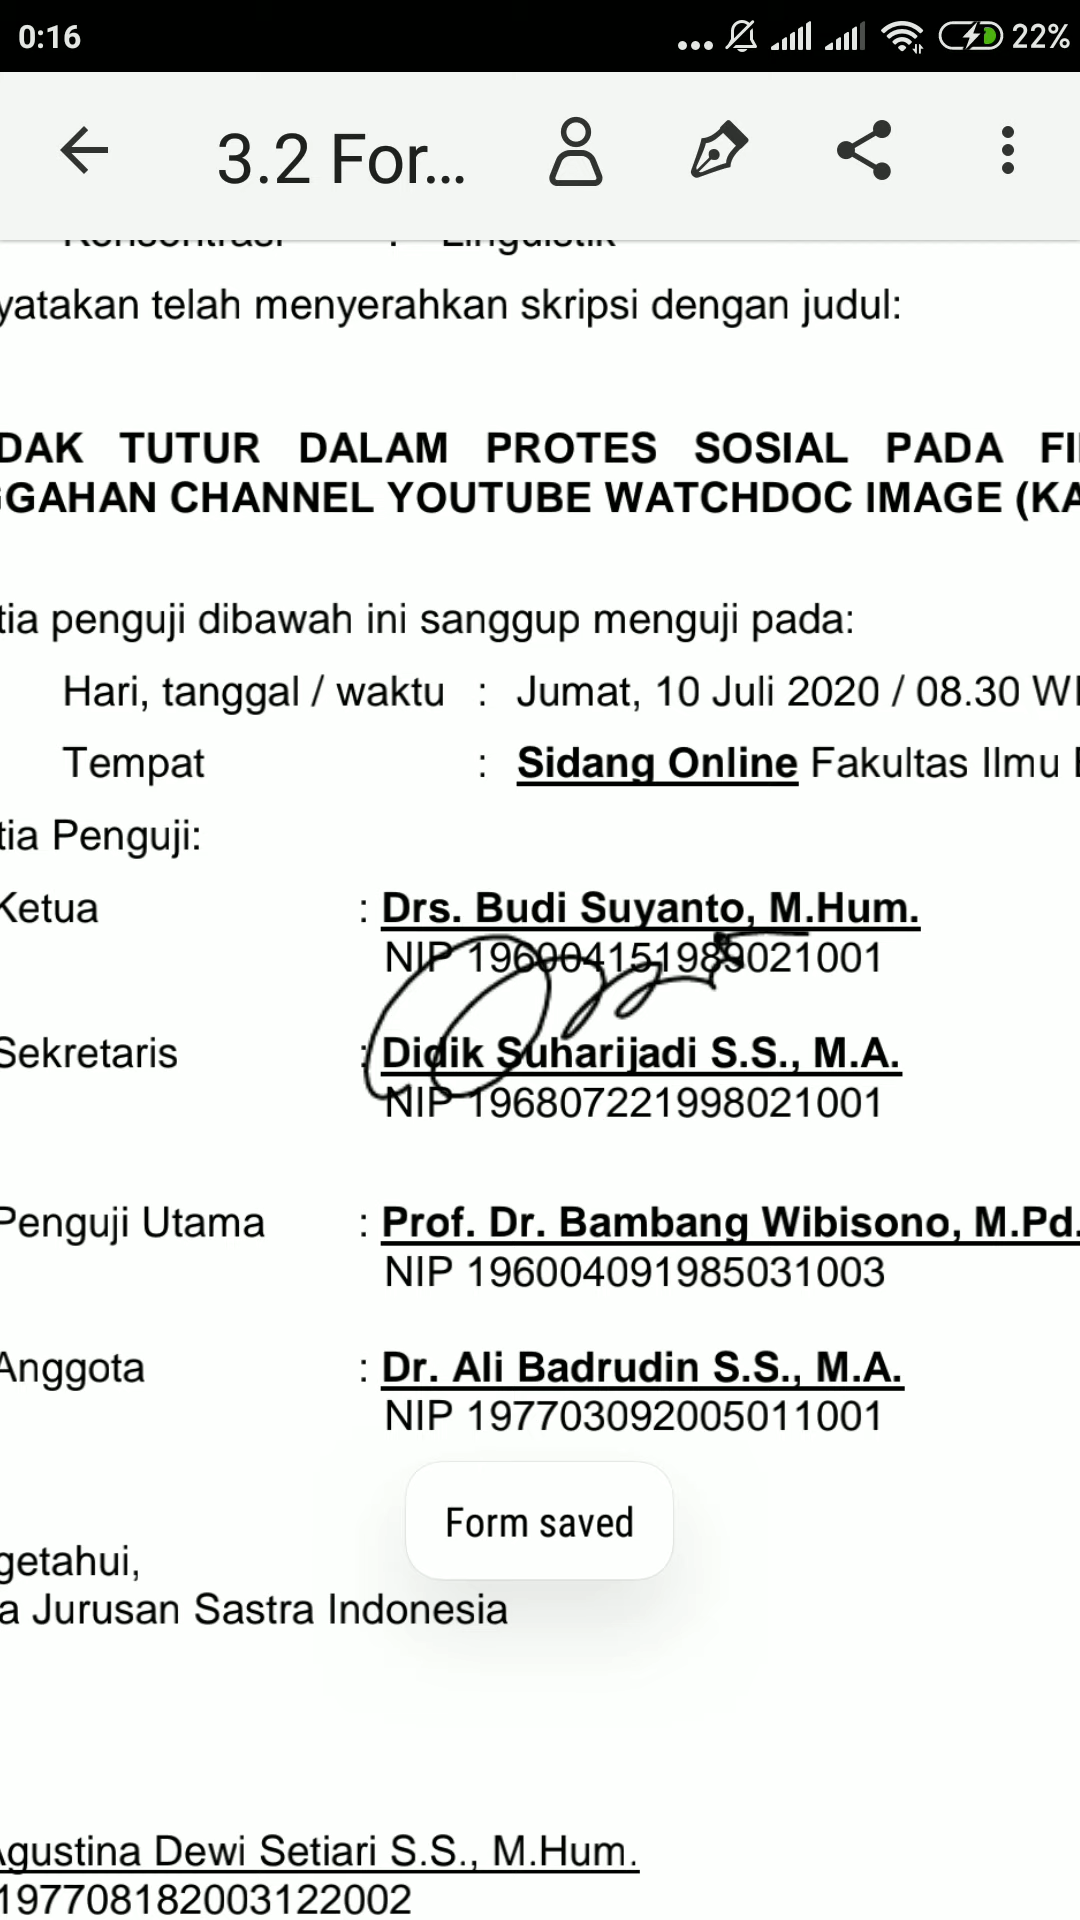 0:16 22%
3.2 For...
Konsentrasi : Linguistik
yatakan telah menyerahkan skripsi dengan judul:
DAK TUTUR DALAM PROTES SOSIAL PADA FI
GGAHAN CHANNEL YOUTUBE WATCHDOC IMAGE (KA
tia penguji dibawah ini sanggup menguji pada:
Hari, tanggal / waktu : Jumat, 10 Juli 2020 / 08.30 WI
Tempat : Sidang Online Fakultas Ilmu
tia Penguji:
Ketua : Drs. Budi Suyanto, M.Hum.
NIP 196004151989021001
Sekretaris : Didik Suharijadi S.S., M.A.
NIP 196807221998021001
Penguji Utama : Prof. Dr. Bambang Wibisono, M.Pd.
NIP 196004091985031003
Anggota : Dr. Ali Badrudin S.S., M.A.
NIP 197703092005011001
Form saved
getahui,
a Jurusan Sastra Indonesia
Agustina Dewi Setiari S.S., M.Hum.
197708182003122002